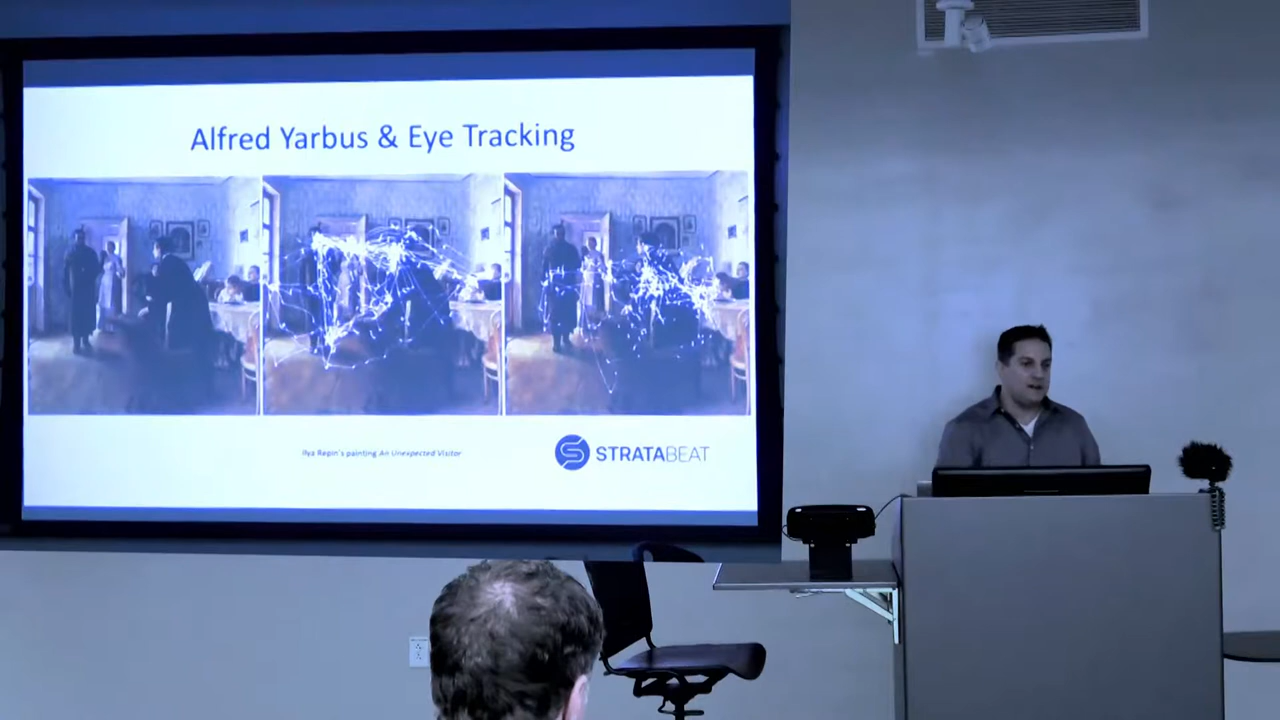 Alfred Yarbus & Eye Tracking
Ilya Repin's painting An Unexpected Visitor
STRATABEAT